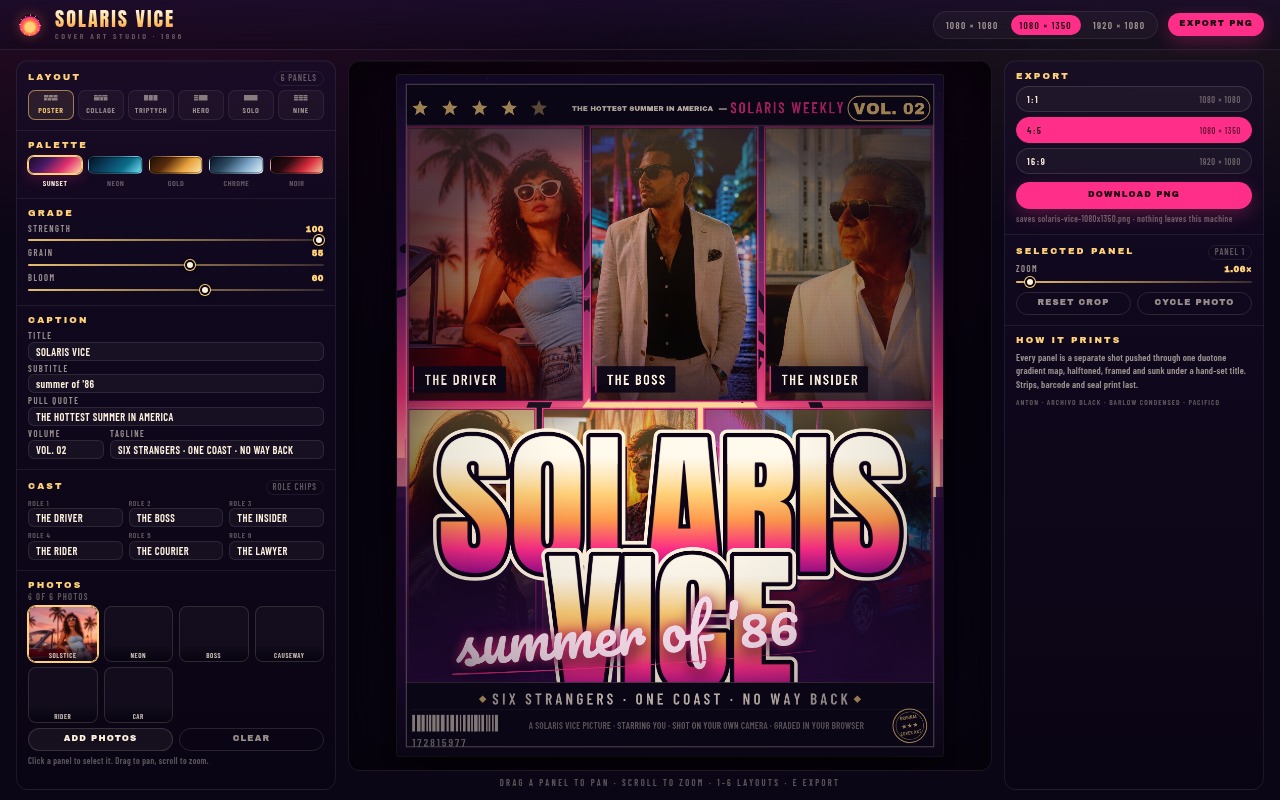 SOLARIS VICE
COVER ART STUDIO · 1986
1080 × 1080
1080 × 1350
1920 × 1080
EXPORT PNG
LAYOUT
6 PANELS
POSTER
COLLAGE
TRIPTYCH
HERO
SOLO
NINE
PALETTE
SUNSET
NEON
GOLD
CHROME
NOIR
GRADE
STRENGTH
100
GRAIN
55
BLOOM
60
CAPTION
TITLE
SOLARIS VICE
SUBTITLE
summer of '86
PULL QUOTE
THE HOTTEST SUMMER IN AMERICA
VOLUME
TAGLINE
VOL. 02
SIX STRANGERS · ONE COAST · NO WAY BACK
CAST
ROLE CHIPS
ROLE 1
ROLE 2
ROLE 3
THE DRIVER
THE BOSS
THE INSIDER
ROLE 4
ROLE 5
ROLE 6
THE RIDER
THE COURIER
THE LAWYER
PHOTOS
6 OF 6 PHOTOS
SOLSTICE
NEON
BOSS
CAUSEWAY
RIDER
CAR
ADD PHOTOS
CLEAR
Click a panel to select it. Drag to pan, scroll to zoom.
THE HOTTEST SUMMER IN AMERICA — SOLARIS WEEKLY VOL. 02
THE DRIVER
THE BOSS
THE INSIDER
SOLARIS
VICE
summer of '86
SIX STRANGERS · ONE COAST · NO WAY BACK
A SOLARIS VICE PICTURE · STARRING YOU · SHOT ON YOUR OWN CAMERA · GRADED IN YOUR BROWSER
172815977
DRAG A PANEL TO PAN · SCROLL TO ZOOM · 1-6 LAYOUTS · E EXPORT
EXPORT
1:1
1080 × 1080
4:5
1080 × 1350
16:9
1920 × 1080
DOWNLOAD PNG
saves solaris-vice-1080x1350.png · nothing leaves this machine
SELECTED PANEL
PANEL 1
ZOOM
1.06×
RESET CROP
CYCLE PHOTO
HOW IT PRINTS
Every panel is a separate shot pushed through one duotone
gradient map, halftoned, framed and sunk under a hand-set title.
Strips, barcode and seal print last.
ANTON · ARCHIVO BLACK · BARLOW CONDENSED · PACIFICO